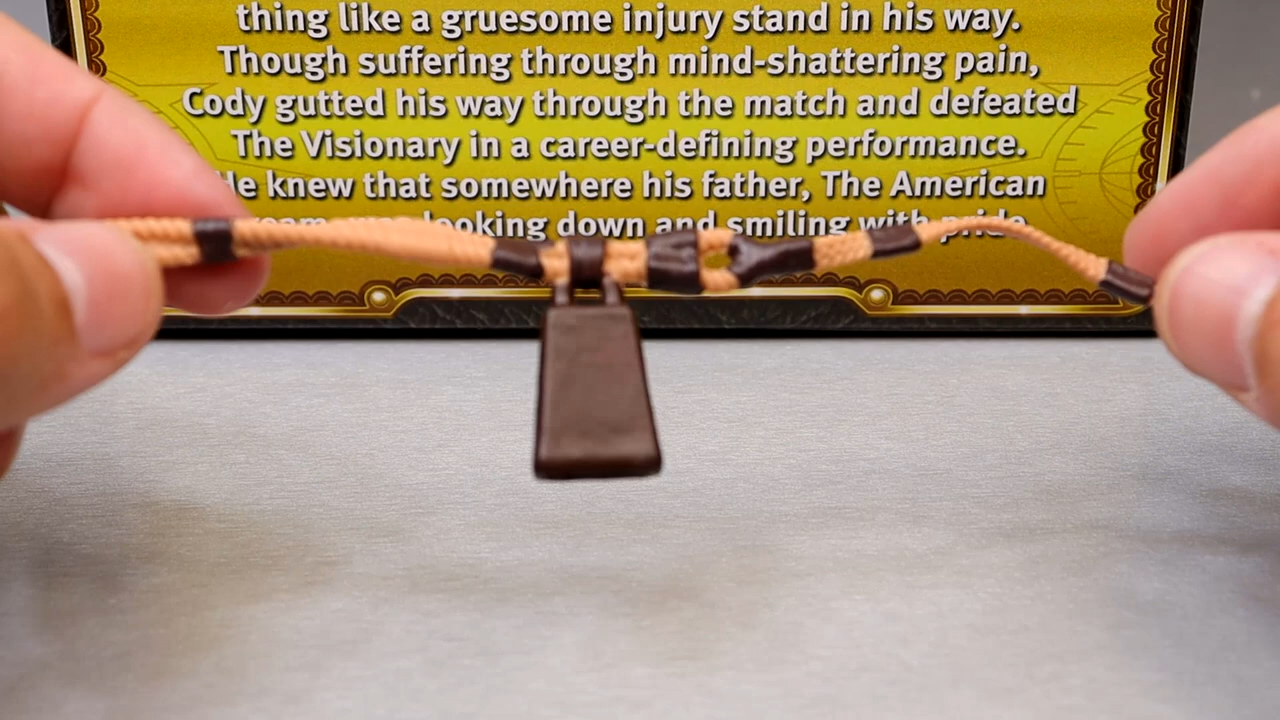 thing like a gruesome injury stand in his way.
Though suffering through mind-shattering pain,
Cody gutted his way through the match and defeated
The Visionary in a career-defining performance.
He knew that somewhere his father, The American
looking down and smiling with pride